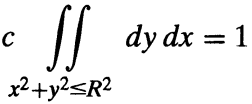 c ∬ dy dx = 1
x²+y²≤R²